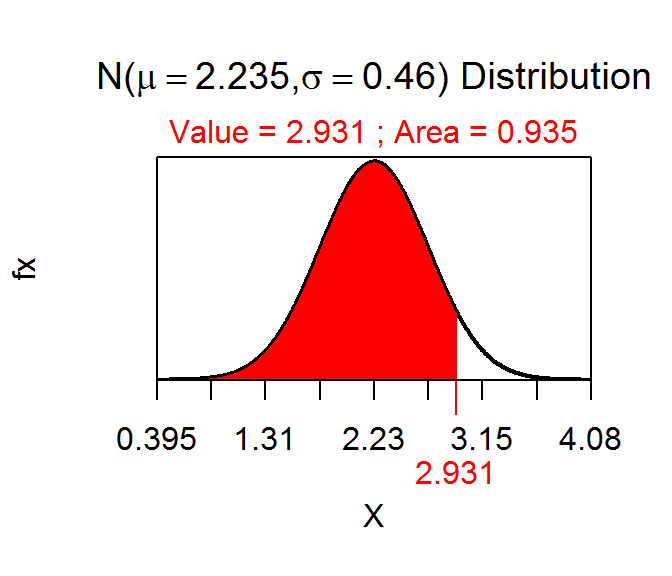 N(μ = 2.235,σ = 0.46) Distribution
Value = 2.931 ; Area = 0.935
fx
0.395 1.31 2.23 3.15 4.08
2.931
X